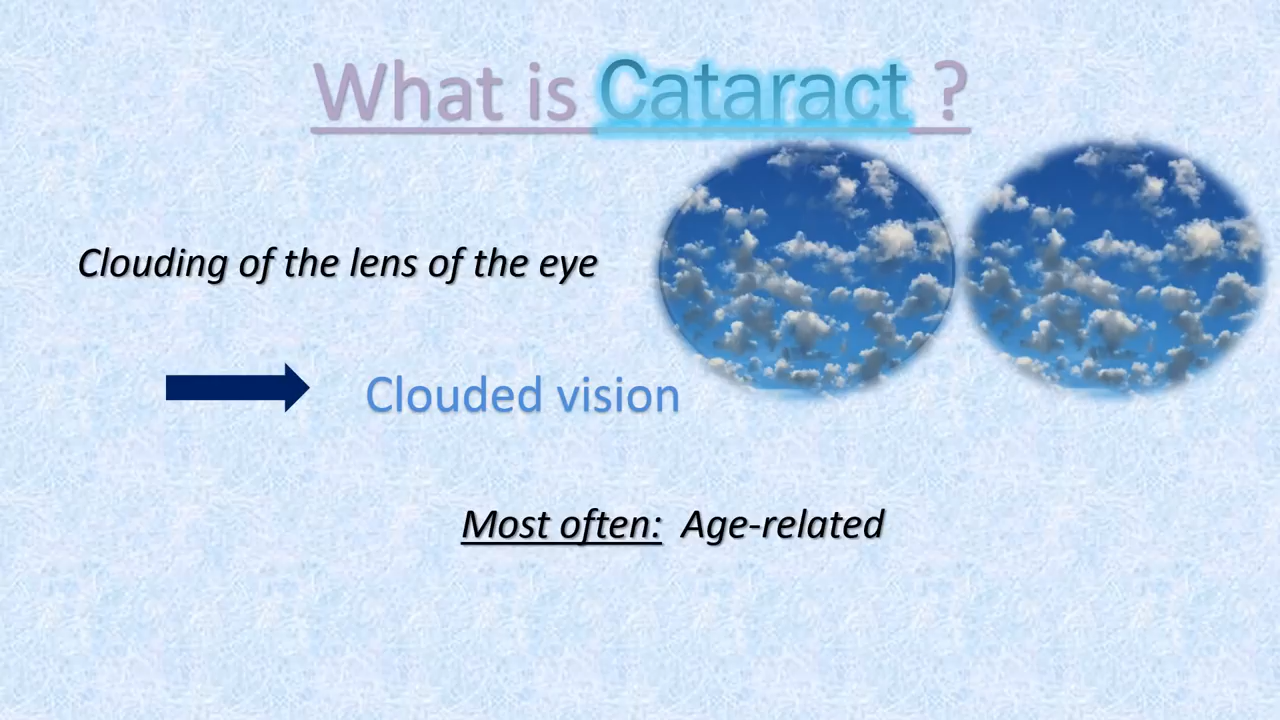 What is Cataract ?
Clouding of the lens of the eye
Clouded vision
Most often: Age-related